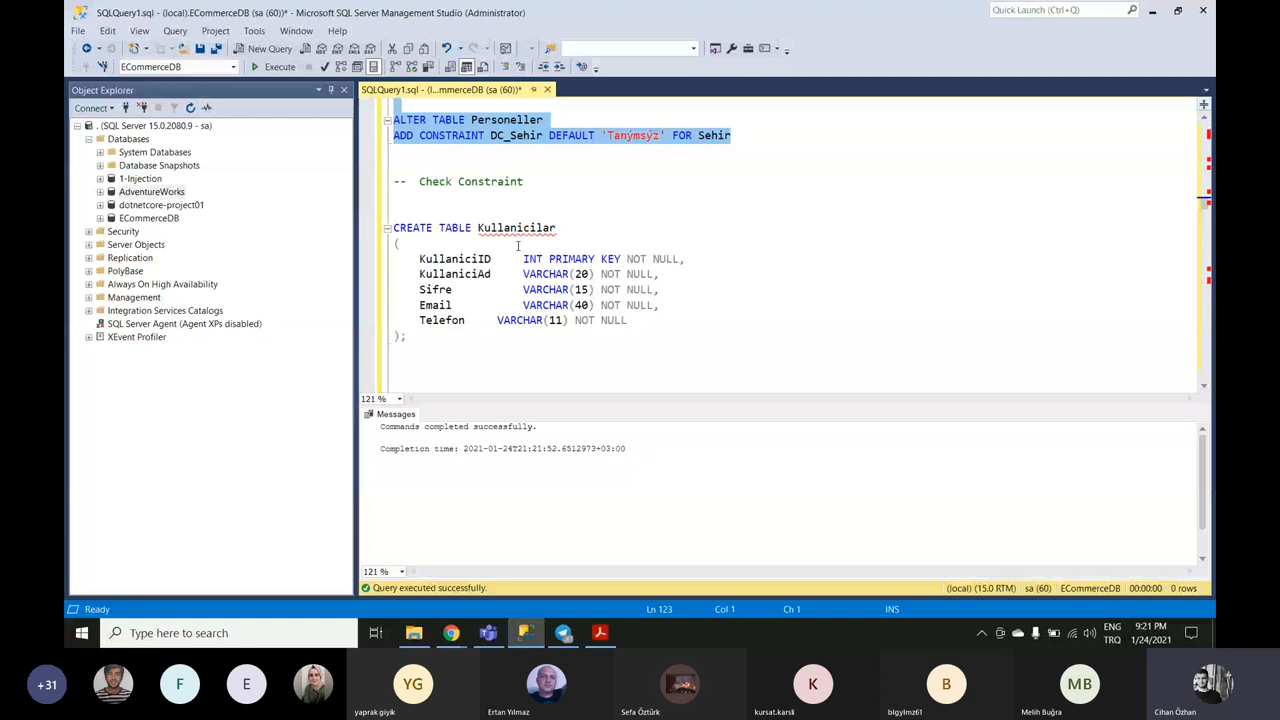 SQLQuery1.sql - (local).ECommerceDB (sa (60))* - Microsoft SQL Server Management Studio (Administrator)
Quick Launch (Ctrl+Q)
File Edit View Query Project Tools Window Help
New Query
ECommerceDB
Execute
Object Explorer
SQLQuery1.sql - (l...mmerceDB (sa (60))*
Connect
. (SQL Server 15.0.2080.9 - sa)
Databases
System Databases
Database Snapshots
1-Injection
AdventureWorks
dotnetcore-project01
ECommerceDB
Security
Server Objects
Replication
PolyBase
Always On High Availability
Management
Integration Services Catalogs
SQL Server Agent (Agent XPs disabled)
XEvent Profiler
ALTER TABLE Personeller
ADD CONSTRAINT DC_Sehir DEFAULT 'Tanýmsýz' FOR Sehir
-- Check Constraint
CREATE TABLE Kullanicilar
(
KullaniciID INT PRIMARY KEY NOT NULL,
KullaniciAd VARCHAR(20) NOT NULL,
Sifre VARCHAR(15) NOT NULL,
Email VARCHAR(40) NOT NULL,
Telefon VARCHAR(11) NOT NULL
);
121 %
Messages
Commands completed successfully.
Completion time: 2021-01-24T21:21:52.6512973+03:00
121 %
Query executed successfully.
(local) (15.0 RTM) sa (60) ECommerceDB 00:00:00 0 rows
Ready
Ln 123 Col 1 Ch 1 INS
Type here to search
ENG
TRQ
9:21 PM
1/24/2021
+31
F
E
YG
K
B
MB
yaprak giyik
Ertan Yılmaz
Sefa Öztürk
kursat.karsli
blgylmz61
Melih Buğra
Cihan Özhan